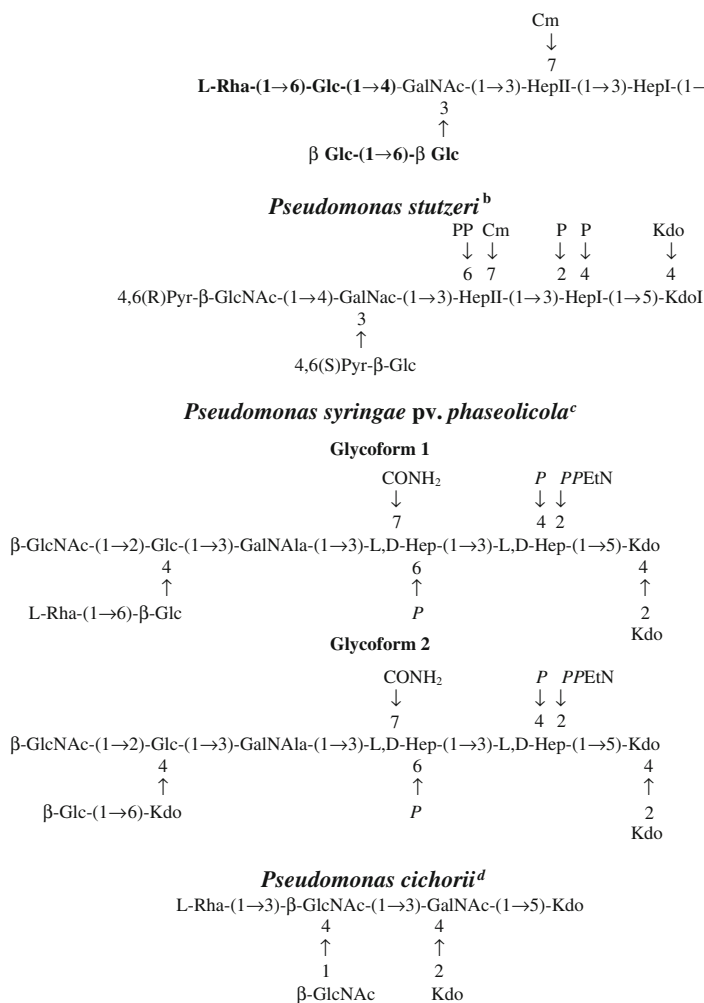 Cm
↓
7
L-Rha-(1→6)-Glc-(1→4)-GalNAc-(1→3)-HepII-(1→3)-HepI-(1–
3
↑
β Glc-(1→6)-β Glc
Pseudomonas stutzeri b
PP Cm P P Kdo
↓ ↓ ↓ ↓ ↓
6 7 2 4 4
4,6(R)Pyr-β-GlcNAc-(1→4)-GalNac-(1→3)-HepII-(1→3)-HepI-(1→5)-KdoI
3
↑
4,6(S)Pyr-β-Glc
Pseudomonas syringae pv. phaseolicola c
Glycoform 1
CONH₂ P PPEtN
↓ ↓ ↓
7 4 2
β-GlcNAc-(1→2)-Glc-(1→3)-GalNAla-(1→3)-L,D-Hep-(1→3)-L,D-Hep-(1→5)-Kdo
4 6 4
↑ ↑ ↑
L-Rha-(1→6)-β-Glc P 2
Kdo
Glycoform 2
CONH₂ P PPEtN
↓ ↓ ↓
7 4 2
β-GlcNAc-(1→2)-Glc-(1→3)-GalNAla-(1→3)-L,D-Hep-(1→3)-L,D-Hep-(1→5)-Kdo
4 6 4
↑ ↑ ↑
β-Glc-(1→6)-Kdo P 2
Kdo
Pseudomonas cichorii d
L-Rha-(1→3)-β-GlcNAc-(1→3)-GalNAc-(1→5)-Kdo
4 4
↑ ↑
1 2
β-GlcNAc Kdo